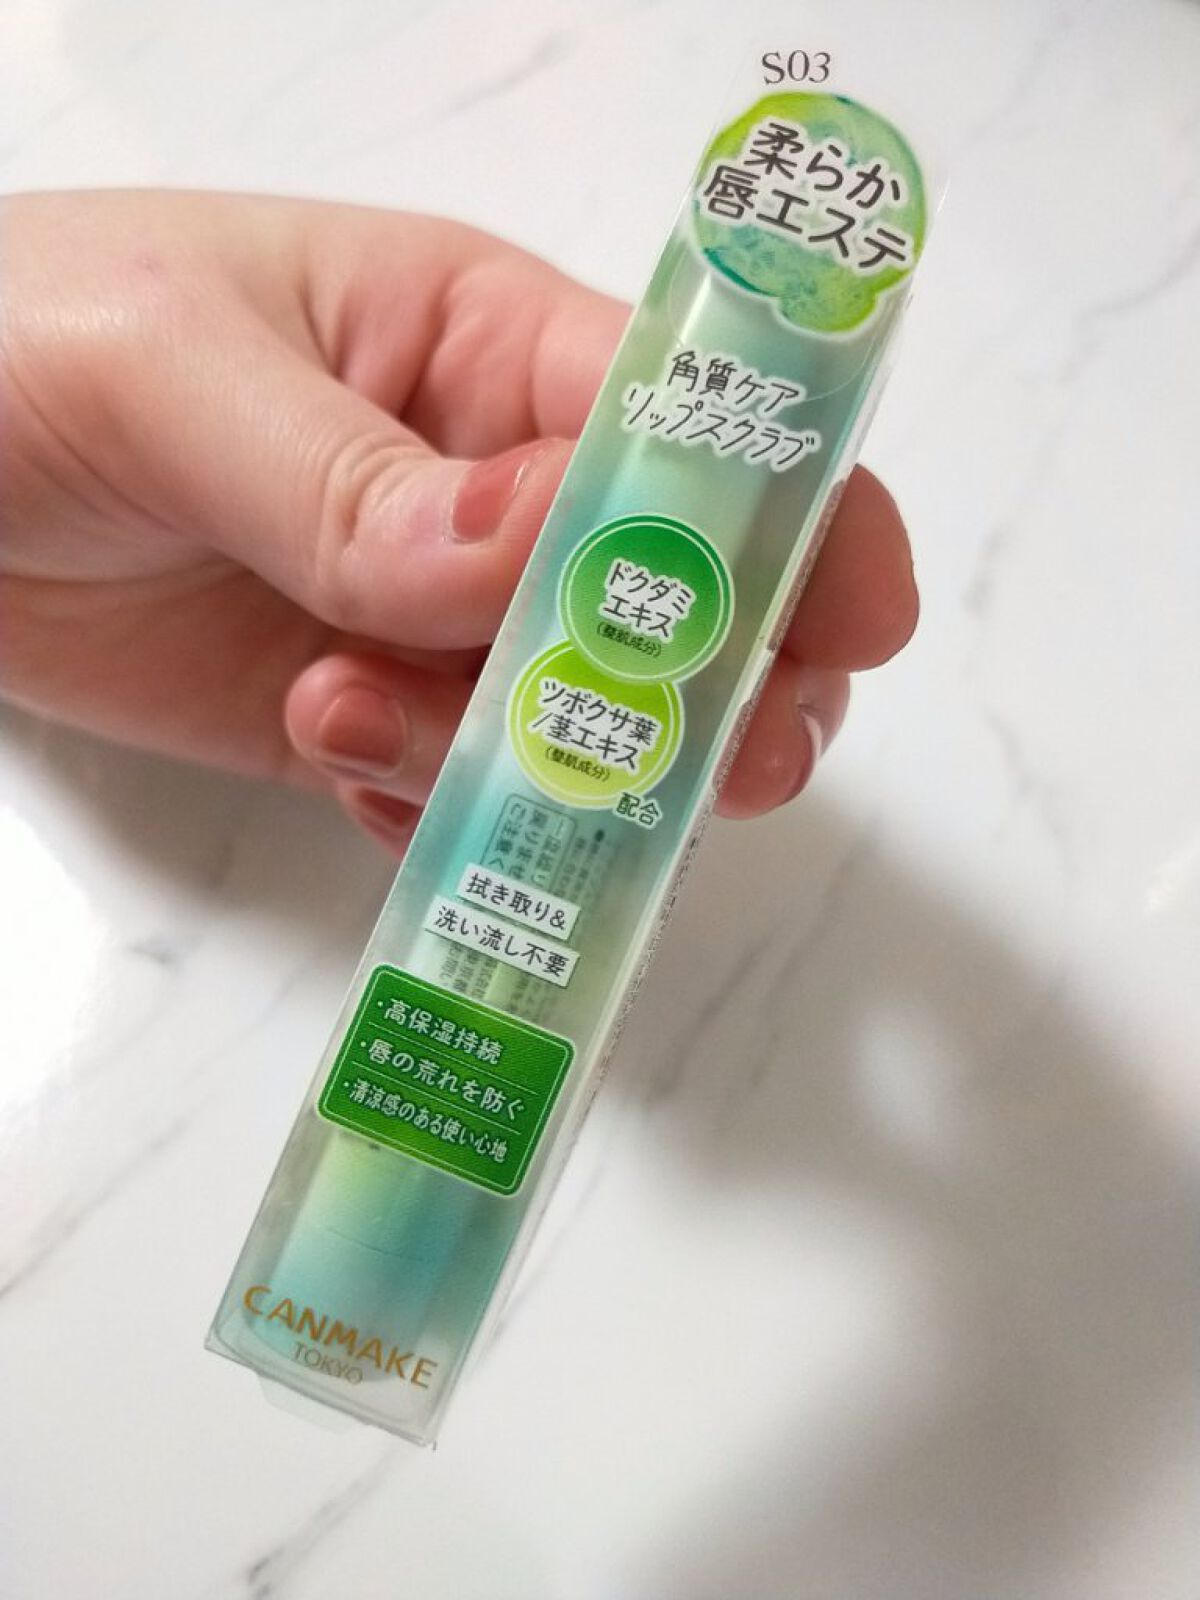 S03
柔らか
唇エステ
角質ケア
リップスクラブ
ドクダミ
エキス
(整肌成分)
ツボクサ葉
/茎エキス
(整肌成分)
配合
拭き取り&
洗い流し不要
・高保湿持続
・唇の荒れを防ぐ
・清涼感のある使い心地
CANMAKE
TOKYO